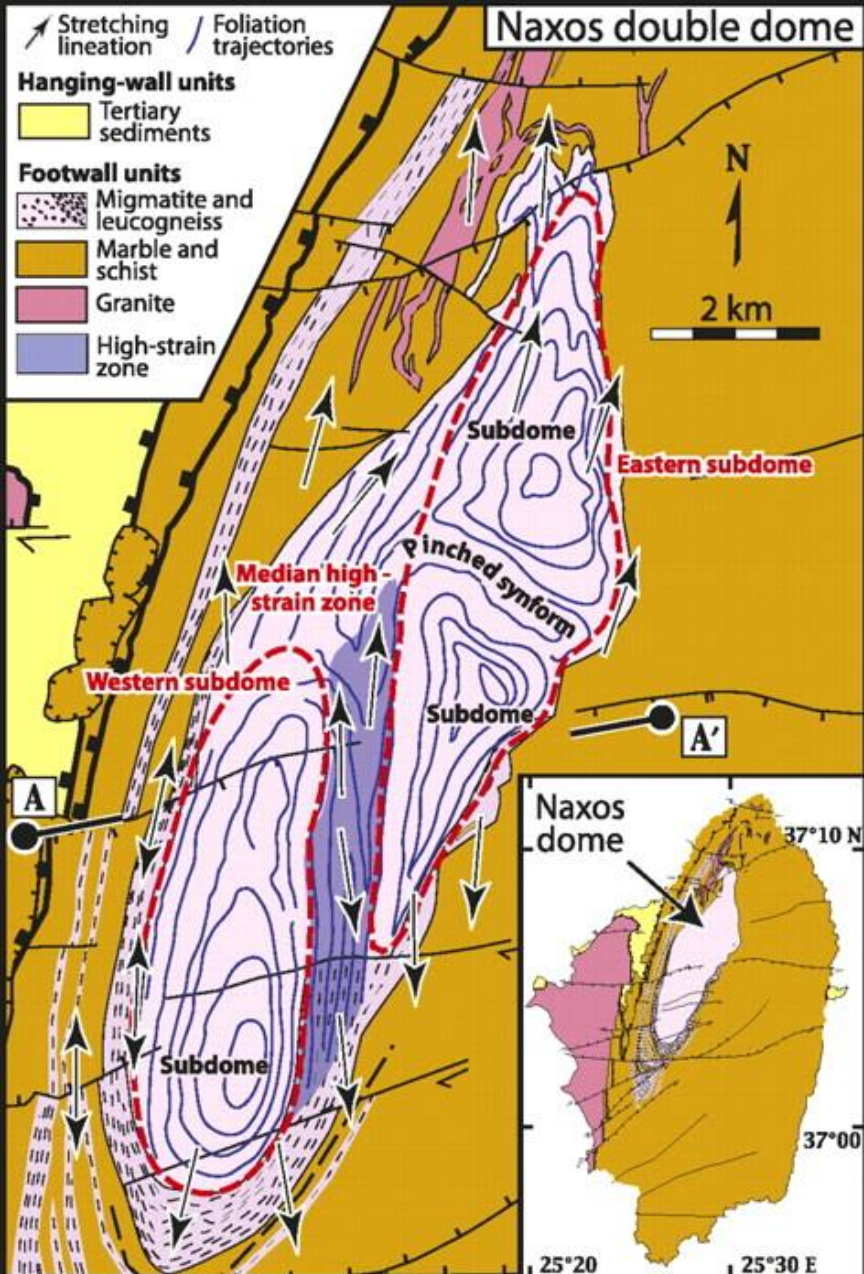 Naxos double dome
Stretching
lineation
Foliation
trajectories
Hanging-wall units
Tertiary
sediments
Footwall units
Migmatite and
leucogneiss
Marble and
schist
Granite
High-strain
zone
N
2 km
Subdome
Eastern subdome
Pinched synform
Median high-
strain zone
Western subdome
Subdome
A'
A
Subdome
Naxos
dome
37°10 N
37°00
25°20
25°30 E